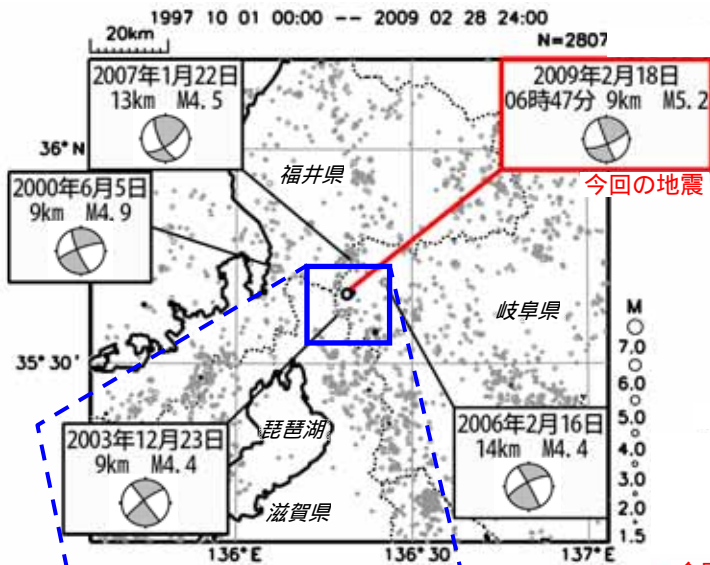 1997 10 01 00:00 -- 2009 02 28 24:00
20km
N=2807
2007年1月22日
13km M4.5
2009年2月18日
06時47分 9km M5.2
今回の地震
36°N
福井県
2000年6月5日
9km M4.9
岐阜県
M
7.0
6.0
5.0
4.0
3.0
2.0
1.5
35°30'
琵琶湖
滋賀県
2003年12月23日
9km M4.4
2006年2月16日
14km M4.4
136°E
136°30'
137°E